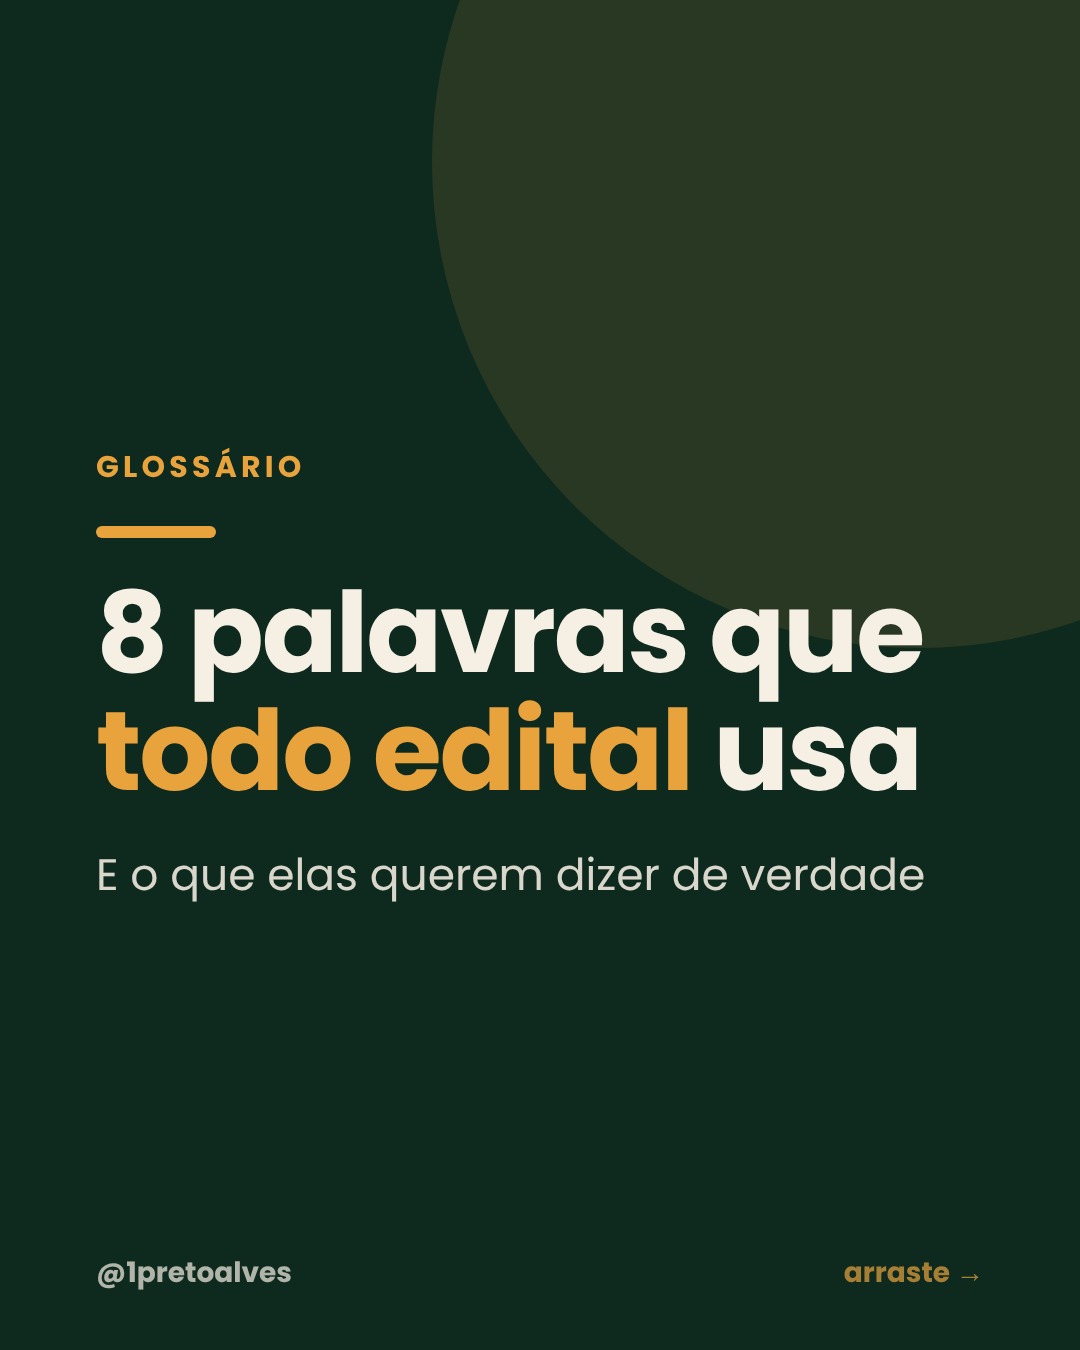 GLOSSÁRIO
8 palavras que
todo edital usa
E o que elas querem dizer de verdade
@1pretoalves
arraste →